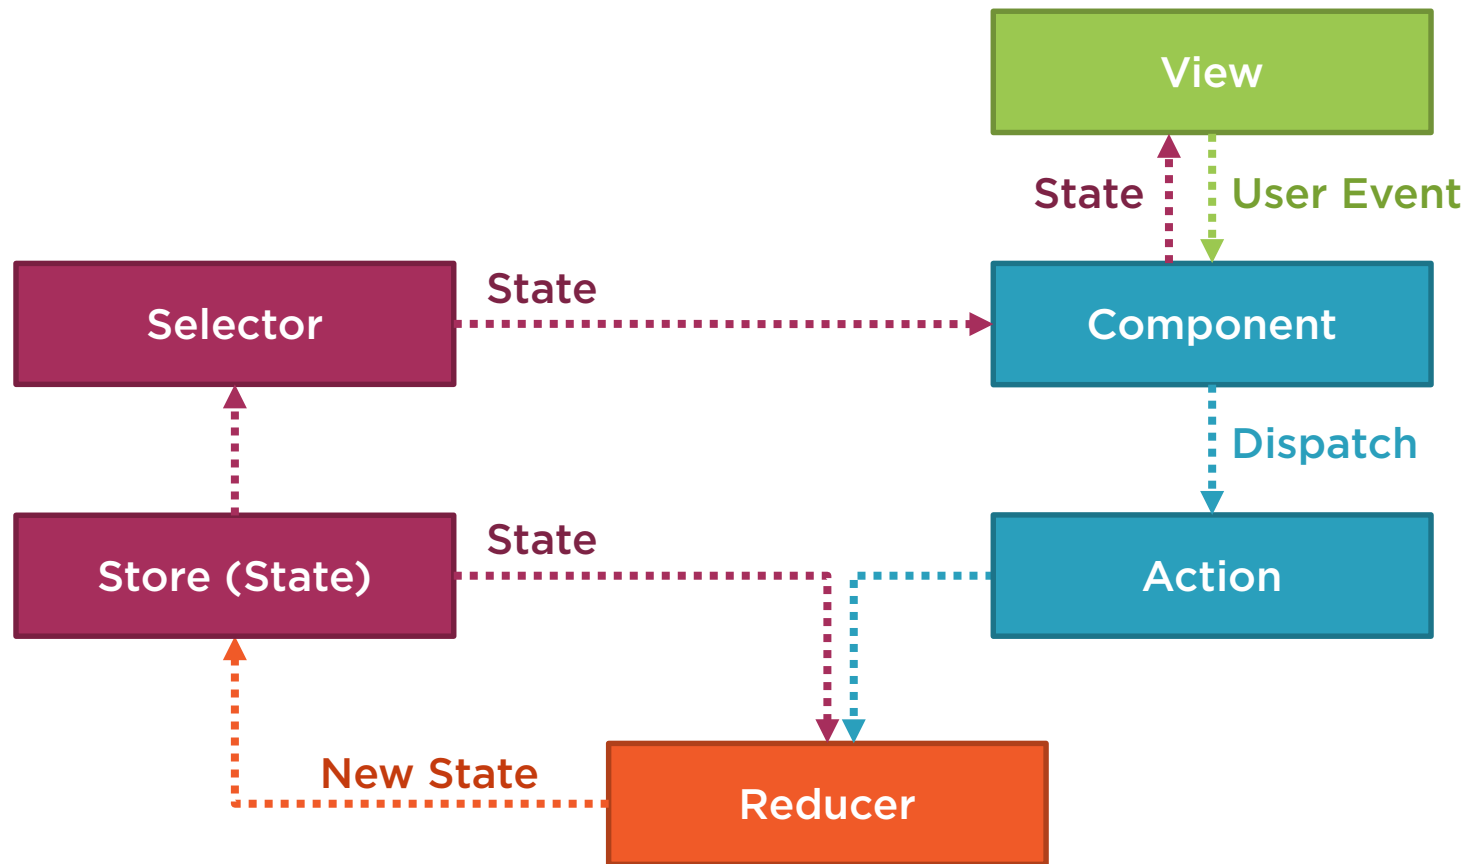 View
State
User Event
Selector
State
Component
Dispatch
Store (State)
State
Action
New State
Reducer